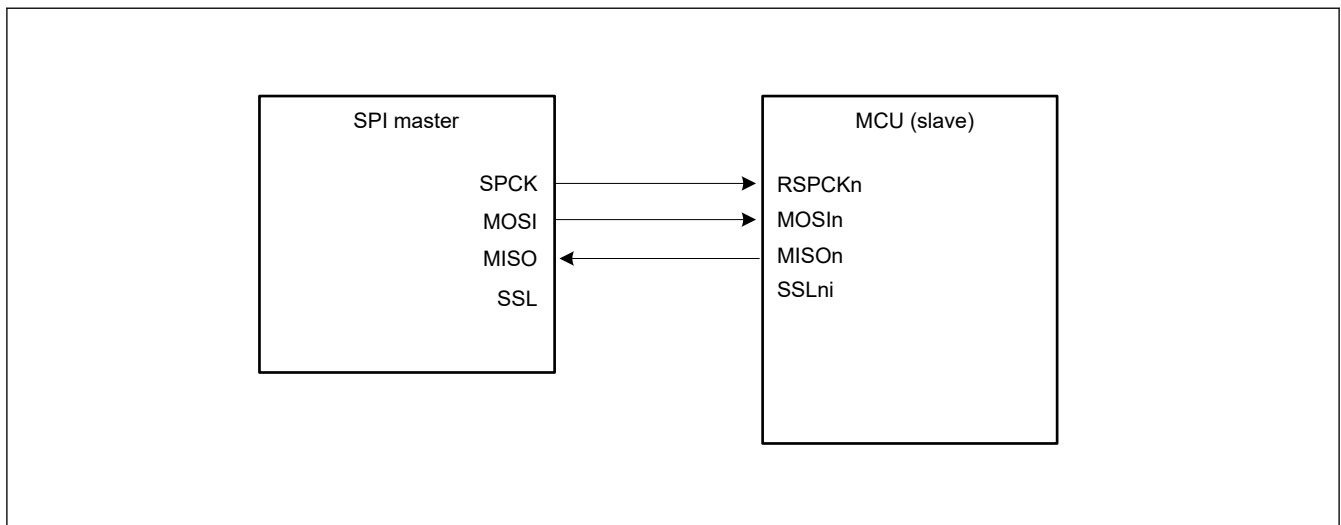 SPI master
SPCK
MOSI
MISO
SSL
MCU (slave)
RSPCKn
MOSIn
MISOn
SSLni